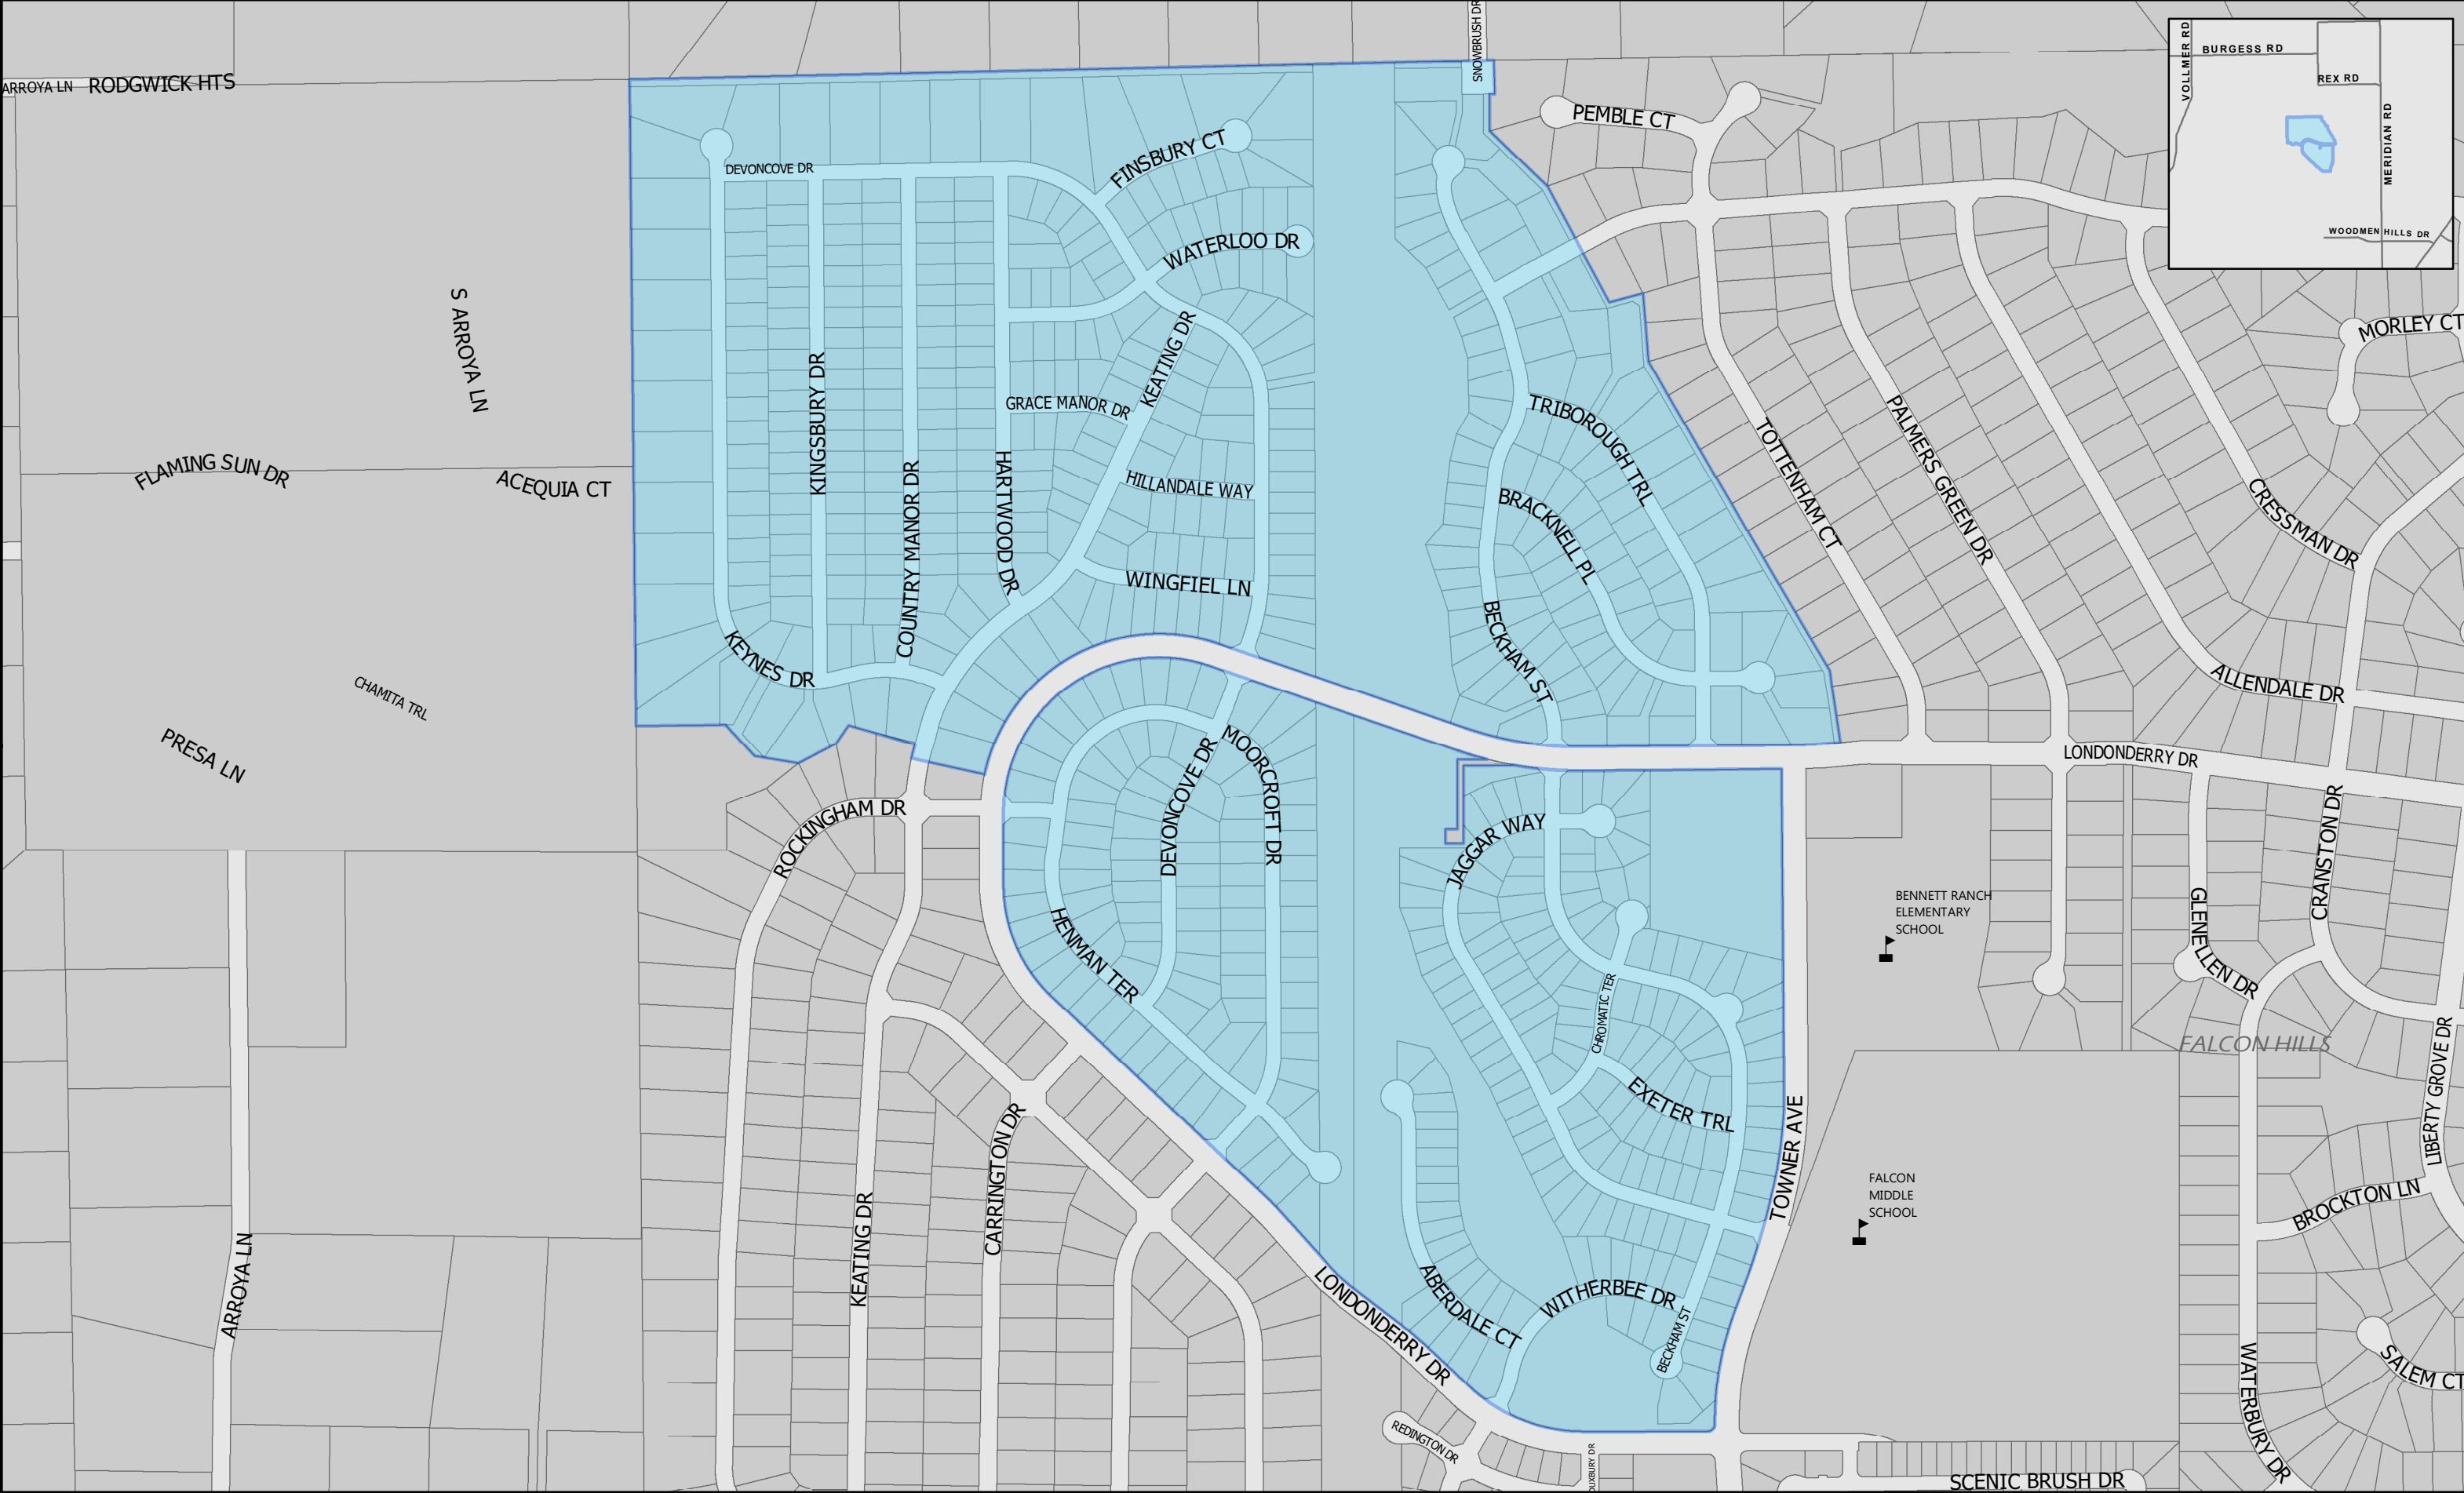 SNOWBRUSH DR
VOLLMER RD
BURGESS RD
REX RD
MERIDIAN RD
WOODMEN HILLS DR
ARROYA LN
RODGWICK HTS
PEMBLE CT
FINSBURY CT
DEVONCOVE DR
WATERLOO DR
S ARROYA LN
KINGSBURY DR
KEATING DR
GRACE MANOR DR
MORLEY CT
TRIBOROUGH TRL
TOTTENHAM CT
PALMERS GREEN DR
FLAMING SUN DR
ACEQUIA CT
COUNTRY MANOR DR
HARTWOOD DR
HILLANDALE WAY
BRACKNELL PL
CRESSMAN DR
WINGFIEL LN
BECKHAM ST
KEYNES DR
CHAMITA TRL
ALLENDALE DR
PRESA LN
LONDONDERRY DR
MOORCROFT DR
DEVONCOVE DR
ROCKINGHAM DR
JAGGAR WAY
CRANSTON DR
BENNETT RANCH
ELEMENTARY
SCHOOL
GLENELLEN DR
HENMAN TER
CHROMATIC TER
FALCON HILLS
LIBERTY GROVE DR
EXETER TRL
TOWNER AVE
CARRINGTON DR
FALCON
MIDDLE
SCHOOL
BROCKTON LN
KEATING DR
ARROYA LN
LONDONDERRY DR
ABERDALE CT
WITHERBEE DR
BECKHAM ST
SALEM CT
WATERBURY DR
REDINGTON DR
DUXBURY DR
SCENIC BRUSH DR